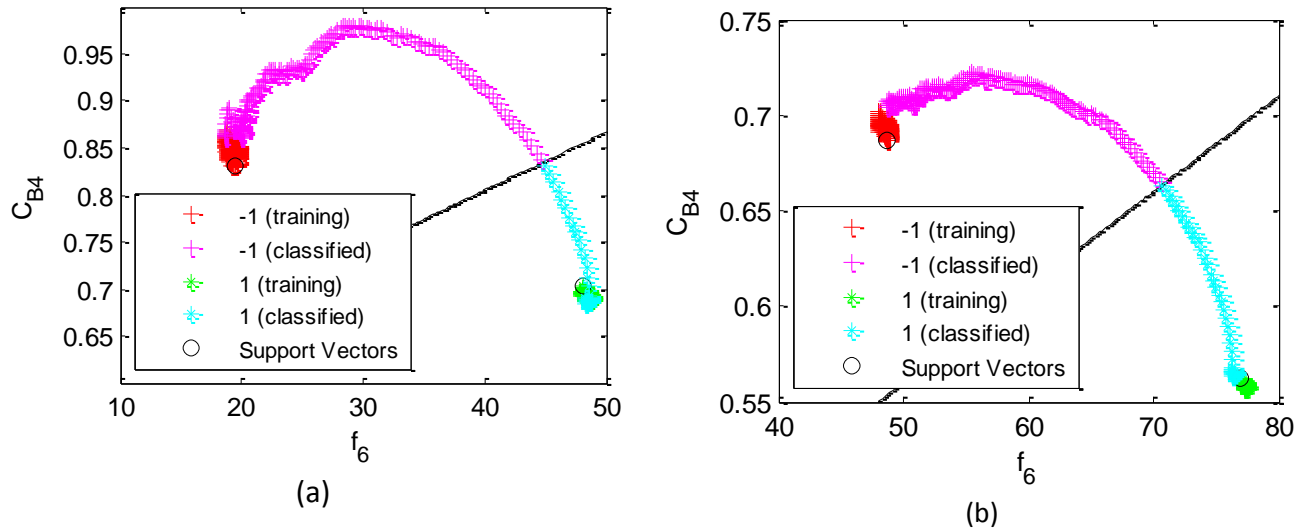 0.95
0.9
0.85
0.8
0.75
0.7
0.65
C_B4
-1 (training)
-1 (classified)
1 (training)
1 (classified)
Support Vectors
10 20 30 40 50
f_6
(a)
0.75
0.7
0.65
0.6
0.55
C_B4
-1 (training)
-1 (classified)
1 (training)
1 (classified)
Support Vectors
40 50 60 70 80
f_6
(b)